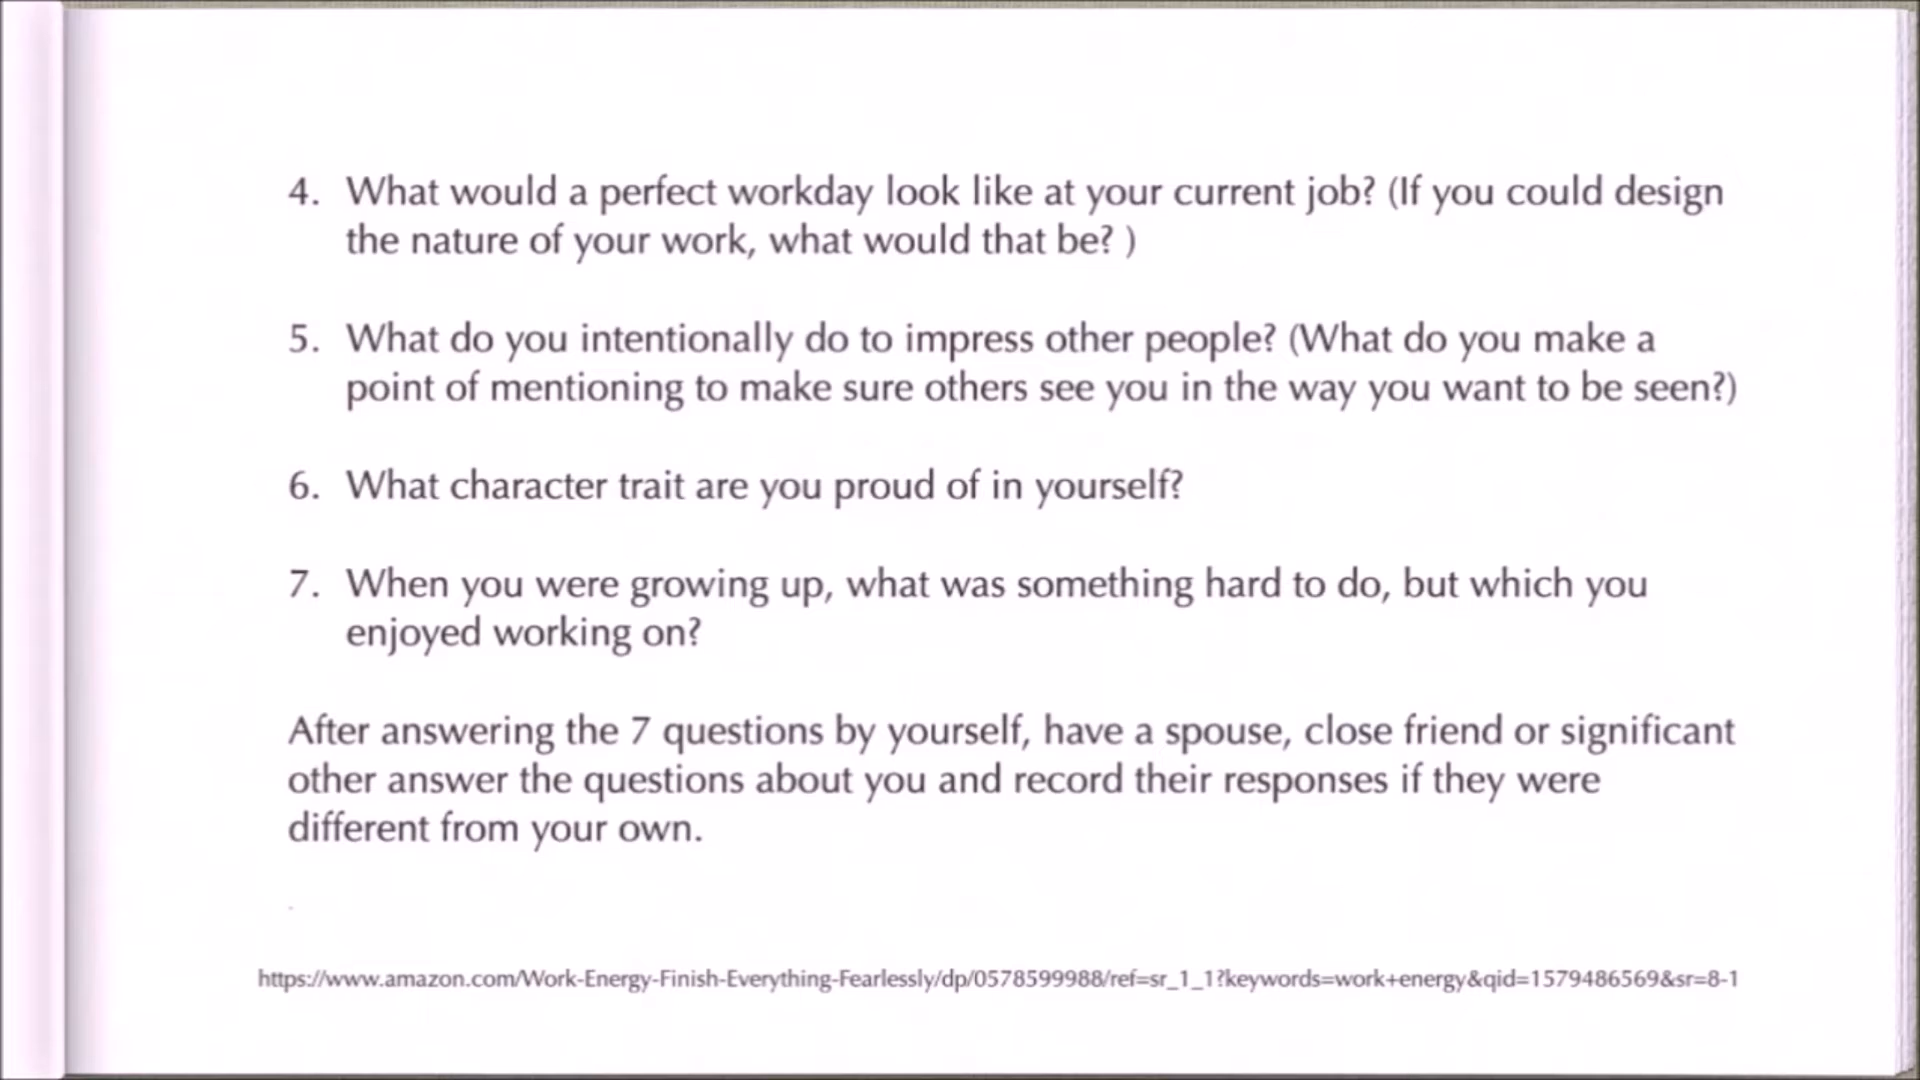 4. What would a perfect workday look like at your current job? (If you could design
the nature of your work, what would that be? )
5. What do you intentionally do to impress other people? (What do you make a
point of mentioning to make sure others see you in the way you want to be seen?)
6. What character trait are you proud of in yourself?
7. When you were growing up, what was something hard to do, but which you
enjoyed working on?
After answering the 7 questions by yourself, have a spouse, close friend or significant
other answer the questions about you and record their responses if they were
different from your own.
https://www.amazon.com/Work-Energy-Finish-Everything-Fearlessly/dp/0578599988/ref=sr_1_1?keywords=work+energy&qid=1579486569&sr=8-1